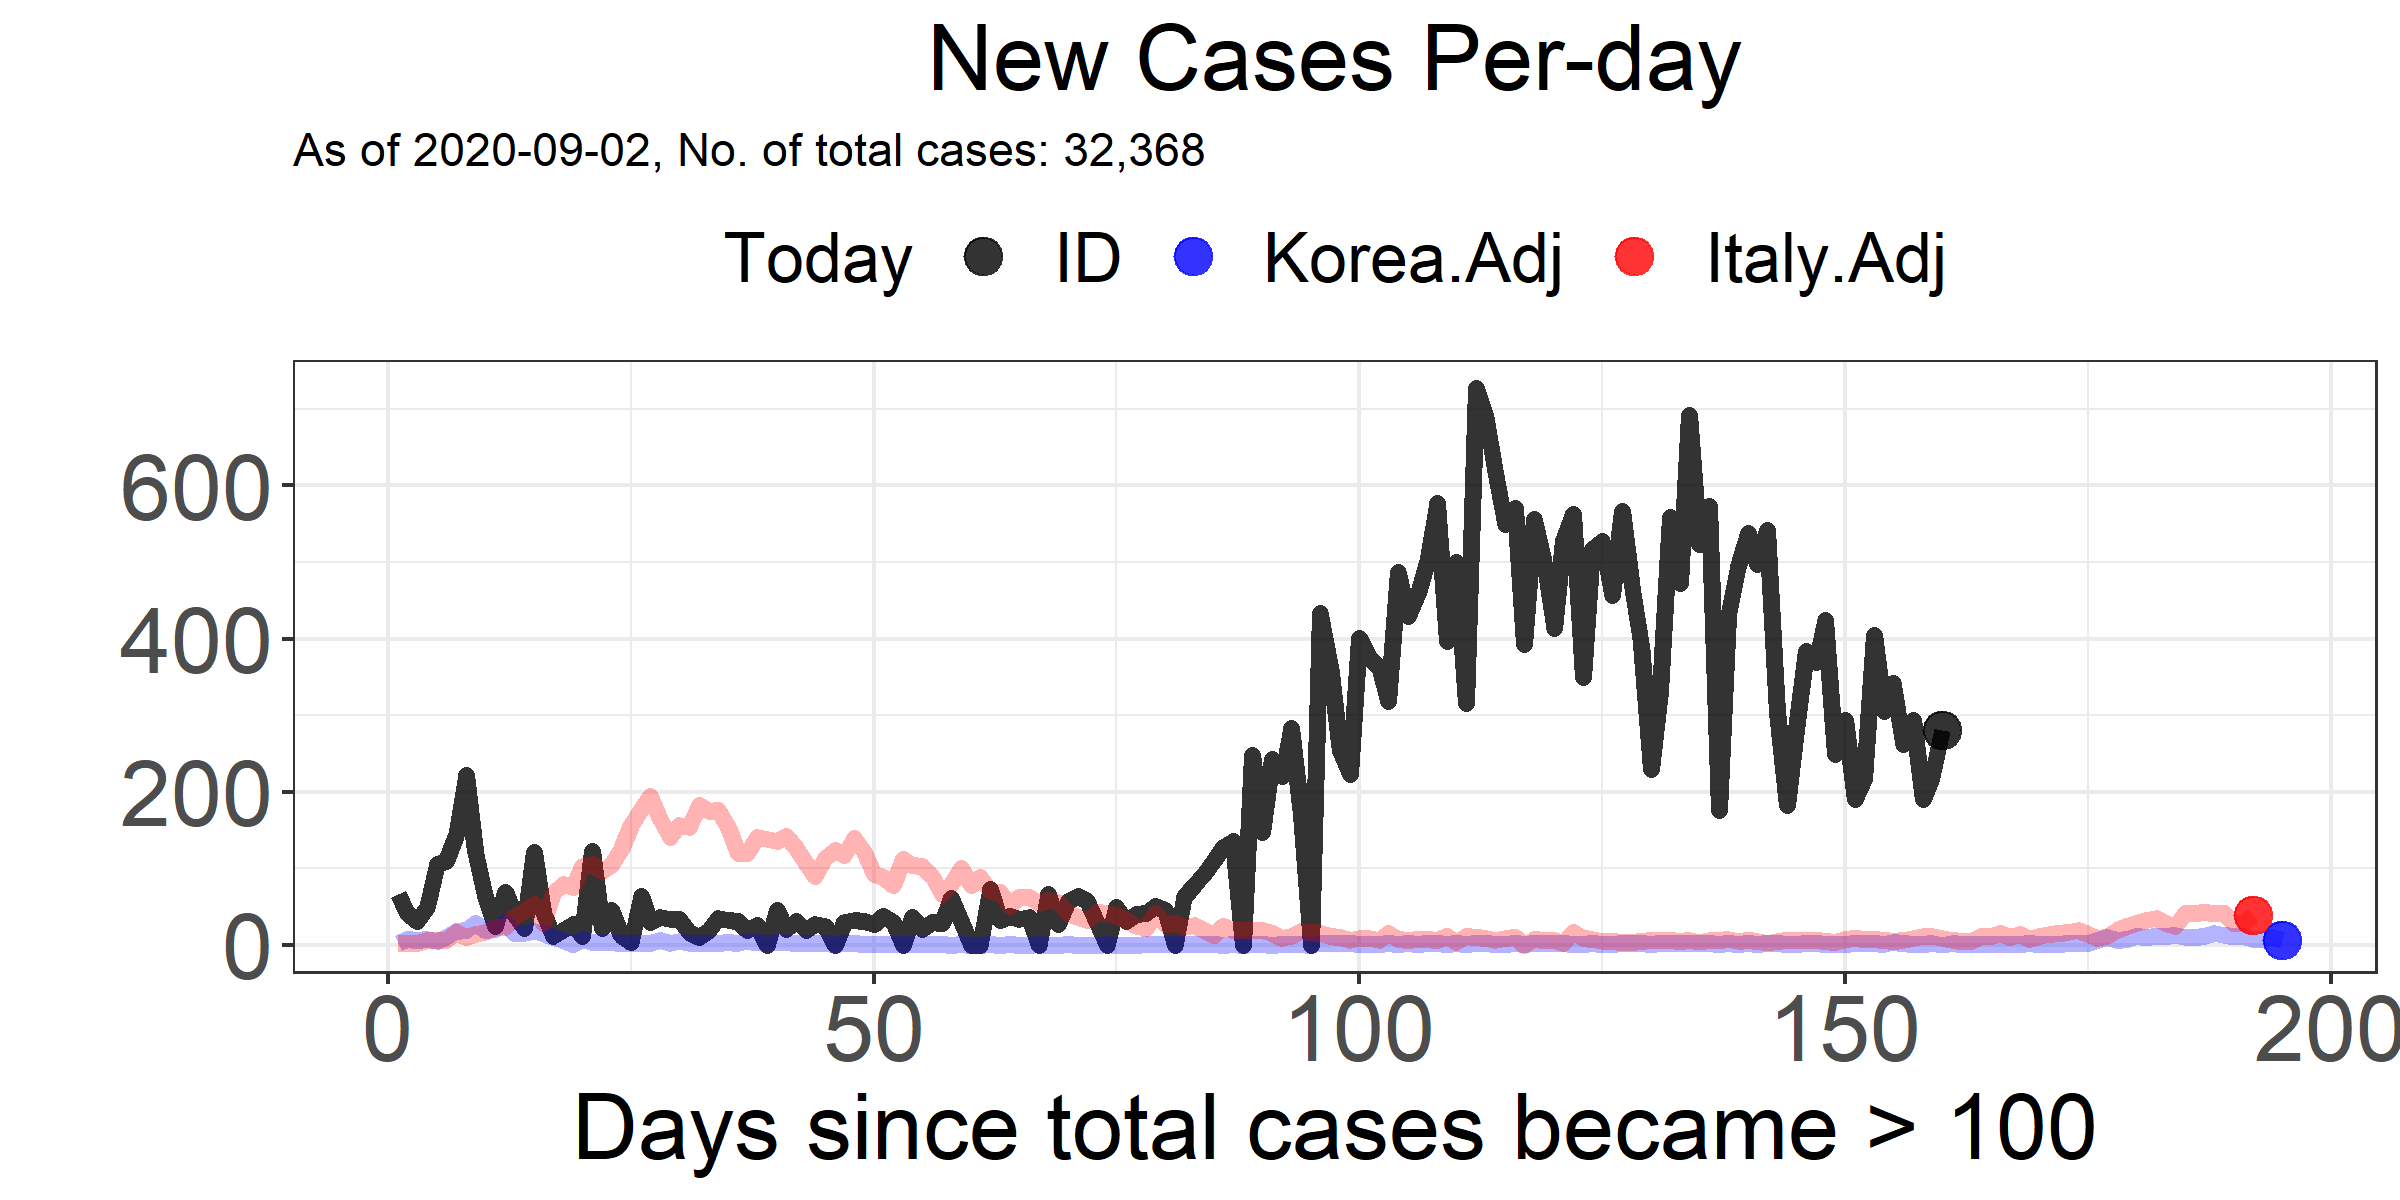 New Cases Per-day
As of 2020-09-02, No. of total cases: 32,368
Today ID Korea.Adj Italy.Adj
600
400
200
0
0 50 100 150 200
Days since total cases became > 100